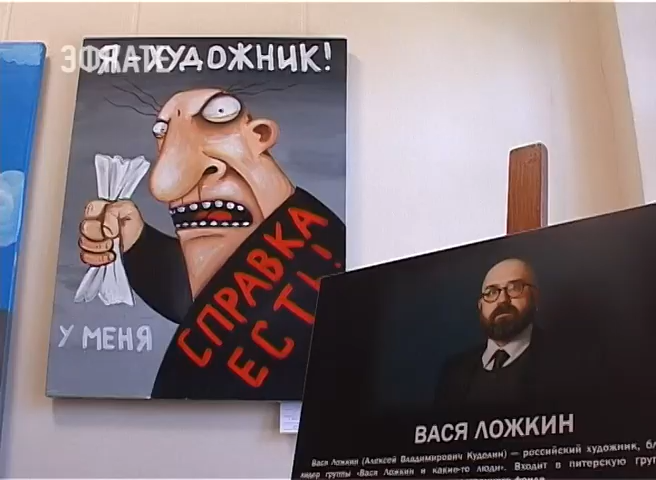 ЭФКАТЕ
Я - ХУДОЖНИК!
У МЕНЯ
СПРАВКА
ЕСТЬ!
ВАСЯ ЛОЖКИН
Вася Ложкин (Алексей Владимирович Куделин) — российский художник,
лидер группы «Вася Ложкин и какие-то люди». Входит в питерскую